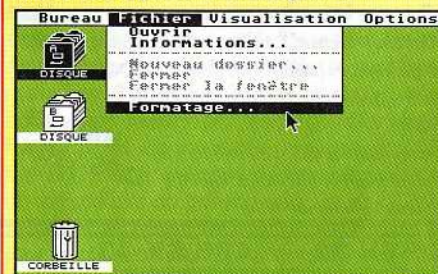 Bureau Fichier Visualisation Options
Ouvrir
Informations...
Nouveau dossier...
Fermer
Fermer la fenêtre
Formatage...
A
DISQUE
B
DISQUE
CORBEILLE